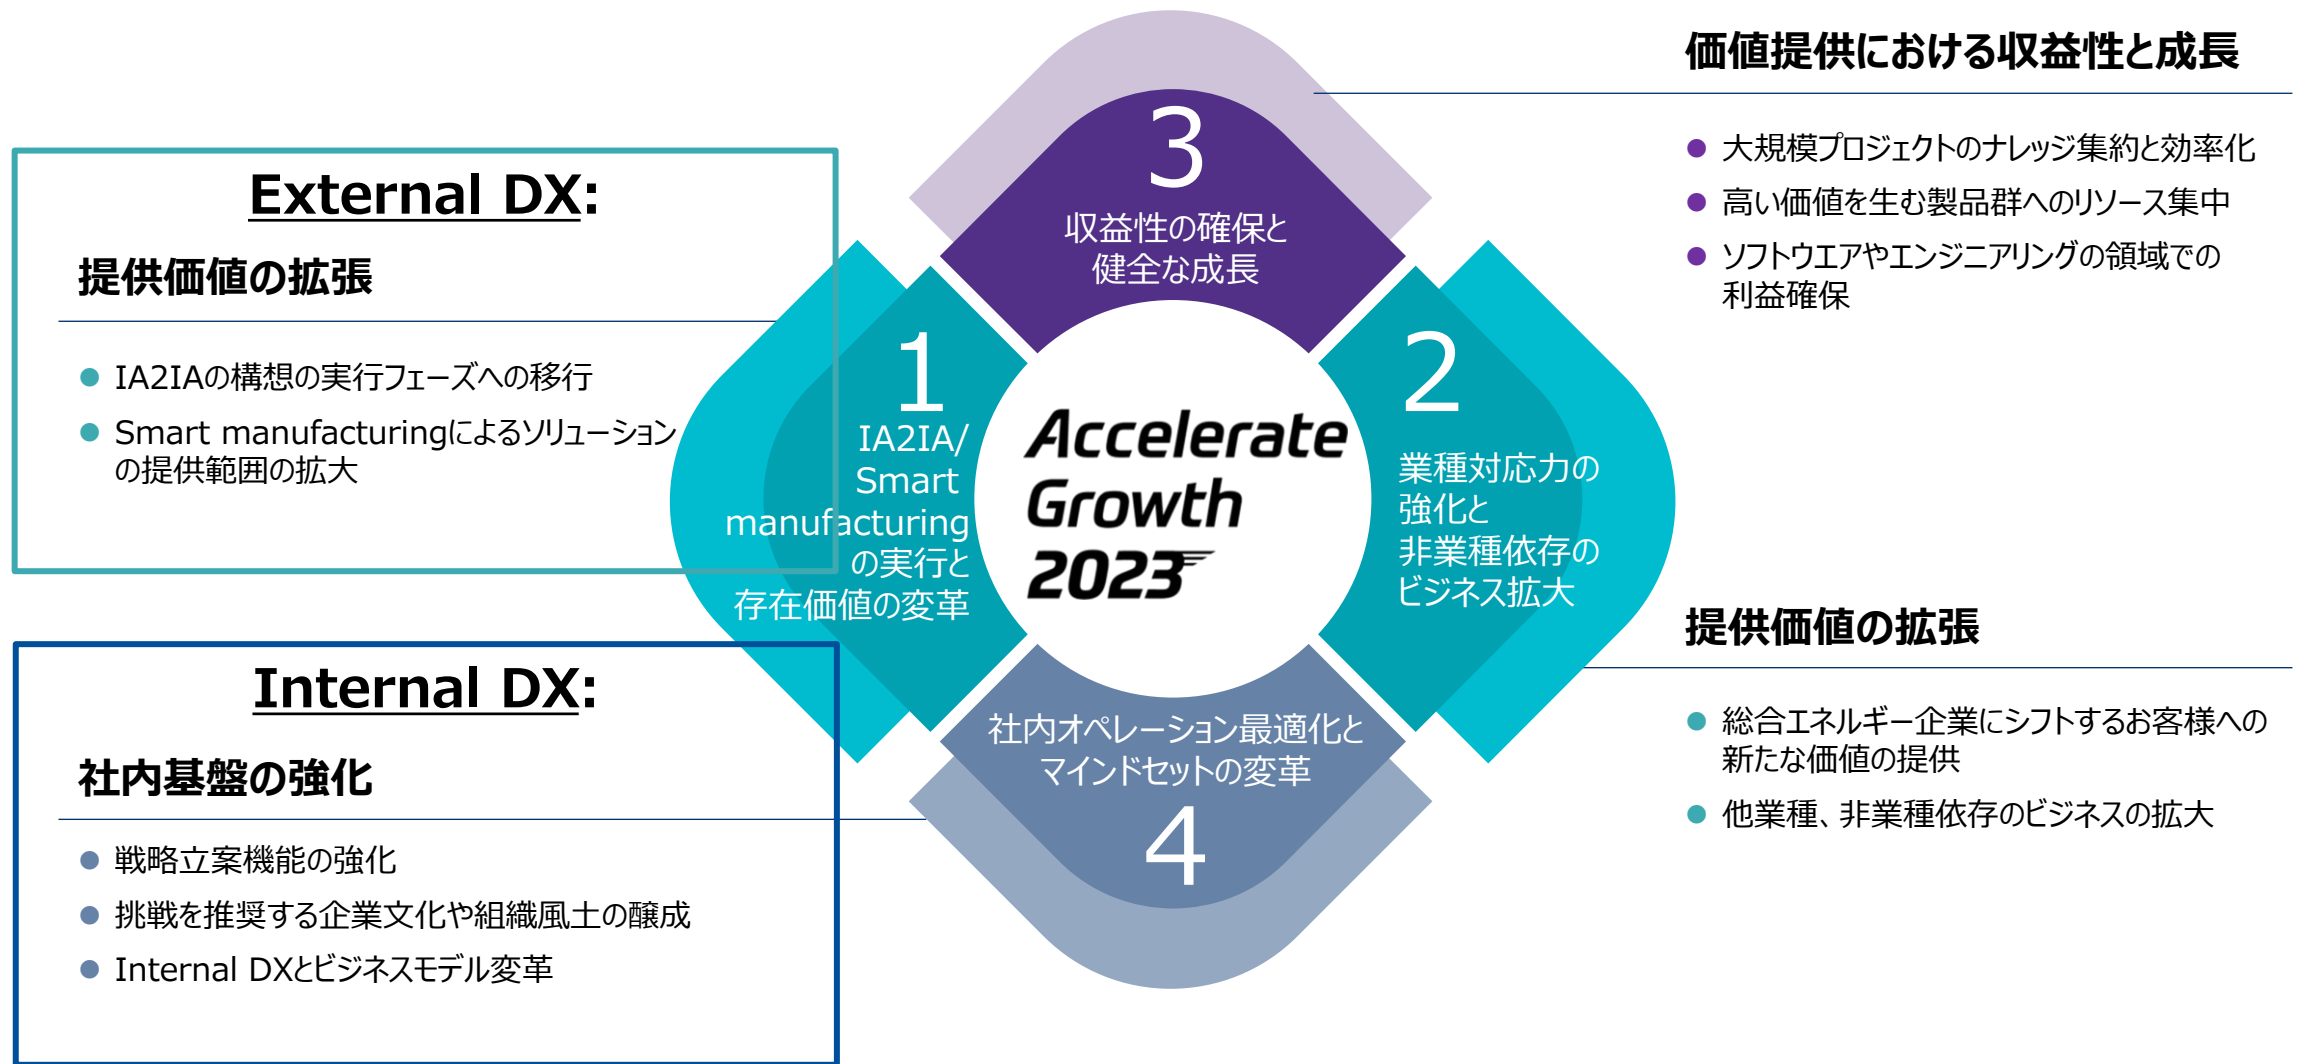 External DX:
提供価値の拡張
IA2IAの構想の実行フェーズへの移行
Smart manufacturingによるソリューション
の提供範囲の拡大
Internal DX:
社内基盤の強化
戦略立案機能の強化
挑戦を推奨する企業文化や組織風土の醸成
Internal DXとビジネスモデル変革
3
収益性の確保と
健全な成長
1
IA2IA/
Smart
manufacturing
の実行と
存在価値の変革
Accelerate
Growth
2023
2
業種対応力の
強化と
非業種依存の
ビジネス拡大
社内オペレーション最適化と
マインドセットの変革
4
価値提供における収益性と成長
大規模プロジェクトのナレッジ集約と効率化
高い価値を生む製品群へのリソース集中
ソフトウエアやエンジニアリングの領域での
利益確保
提供価値の拡張
総合エネルギー企業にシフトするお客様への
新たな価値の提供
他業種、非業種依存のビジネスの拡大